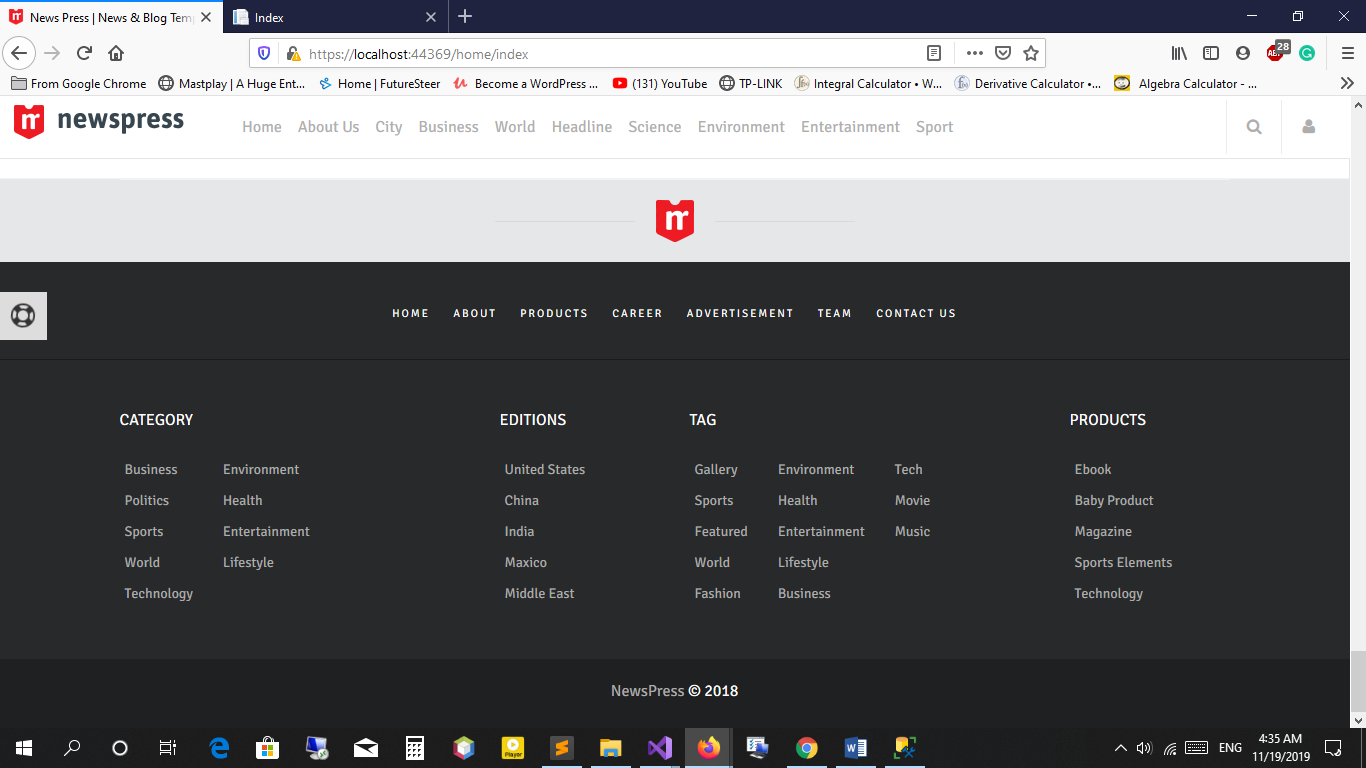 News Press | News & Blog Tem
Index
https://localhost:44369/home/index
28
ABP
From Google Chrome
Mastplay | A Huge Ent...
Home | FutureSteer
Become a WordPress ...
(131) YouTube
TP-LINK
Integral Calculator • W...
Derivative Calculator •...
Algebra Calculator - ...
newspress
Home About Us City Business World Headline Science Environment Entertainment Sport
HOME ABOUT PRODUCTS CAREER ADVERTISEMENT TEAM CONTACT US
CATEGORY
Business
Politics
Sports
World
Technology
Environment
Health
Entertainment
Lifestyle
EDITIONS
United States
China
India
Maxico
Middle East
TAG
Gallery
Sports
Featured
World
Fashion
Environment
Health
Entertainment
Lifestyle
Business
Tech
Movie
Music
PRODUCTS
Ebook
Baby Product
Magazine
Sports Elements
Technology
NewsPress © 2018
Player
ENG
4:35 AM
11/19/2019